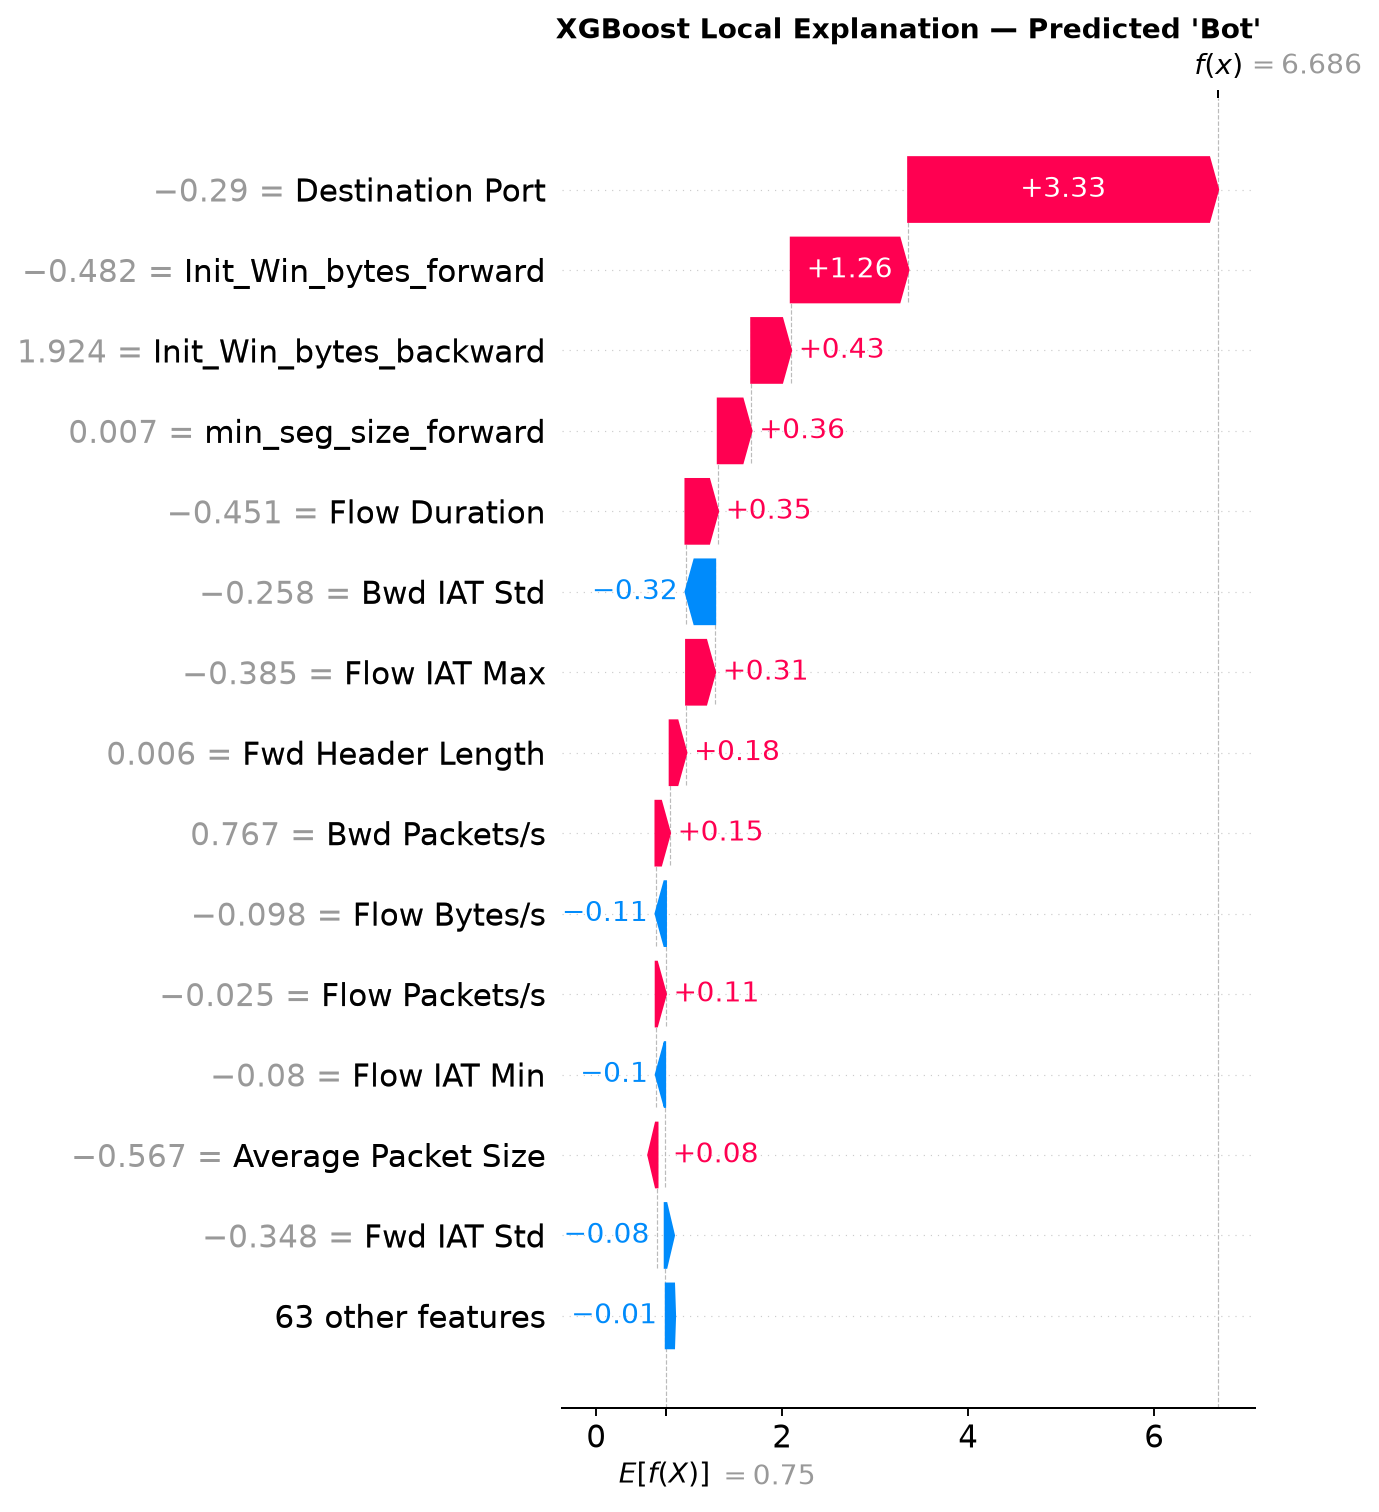 XGBoost Local Explanation — Predicted 'Bot'
f(x) = 6.686
−0.29 = Destination Port +3.33
−0.482 = Init_Win_bytes_forward +1.26
1.924 = Init_Win_bytes_backward +0.43
0.007 = min_seg_size_forward +0.36
−0.451 = Flow Duration +0.35
−0.258 = Bwd IAT Std −0.32
−0.385 = Flow IAT Max +0.31
0.006 = Fwd Header Length +0.18
0.767 = Bwd Packets/s +0.15
−0.098 = Flow Bytes/s −0.11
−0.025 = Flow Packets/s +0.11
−0.08 = Flow IAT Min −0.1
−0.567 = Average Packet Size +0.08
−0.348 = Fwd IAT Std −0.08
63 other features −0.01
0 2 4 6
E[f(X)] = 0.75